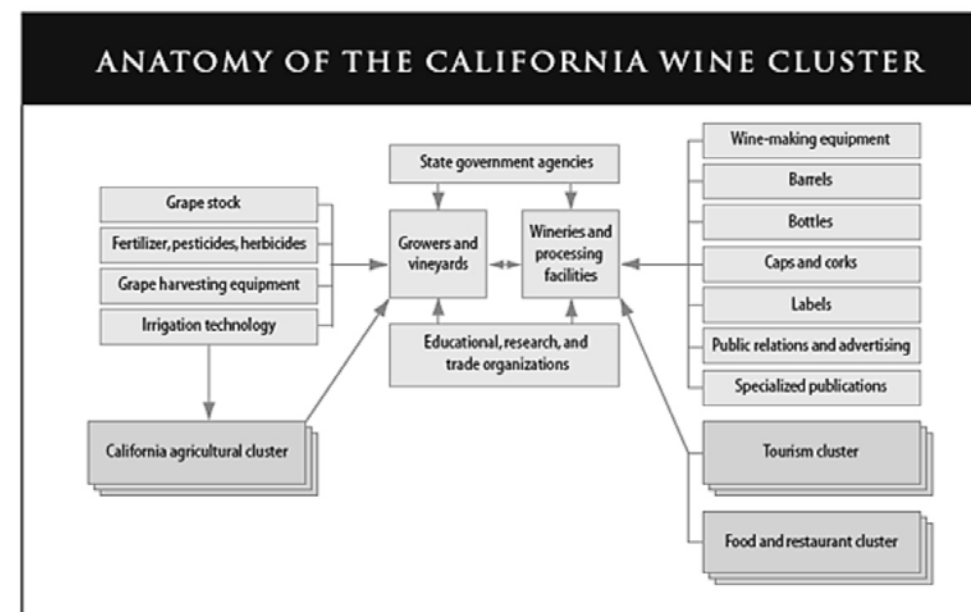 ANATOMY OF THE CALIFORNIA WINE CLUSTER
State government agencies
Grape stock
Fertilizer, pesticides, herbicides
Grape harvesting equipment
Irrigation technology
Growers and
vineyards
Wineries and
processing
facilities
Educational, research, and
trade organizations
Wine-making equipment
Barrels
Bottles
Caps and corks
Labels
Public relations and advertising
Specialized publications
California agricultural cluster
Tourism cluster
Food and restaurant cluster